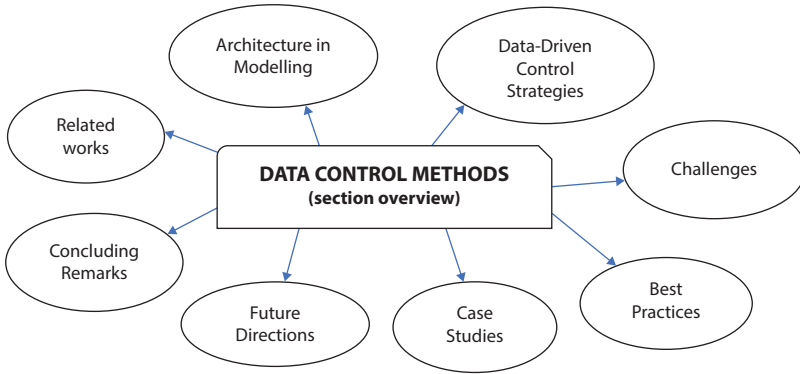 Architecture in
Modelling
Data-Driven
Control
Strategies
Related
works
DATA CONTROL METHODS
(section overview)
Challenges
Concluding
Remarks
Future
Directions
Case
Studies
Best
Practices